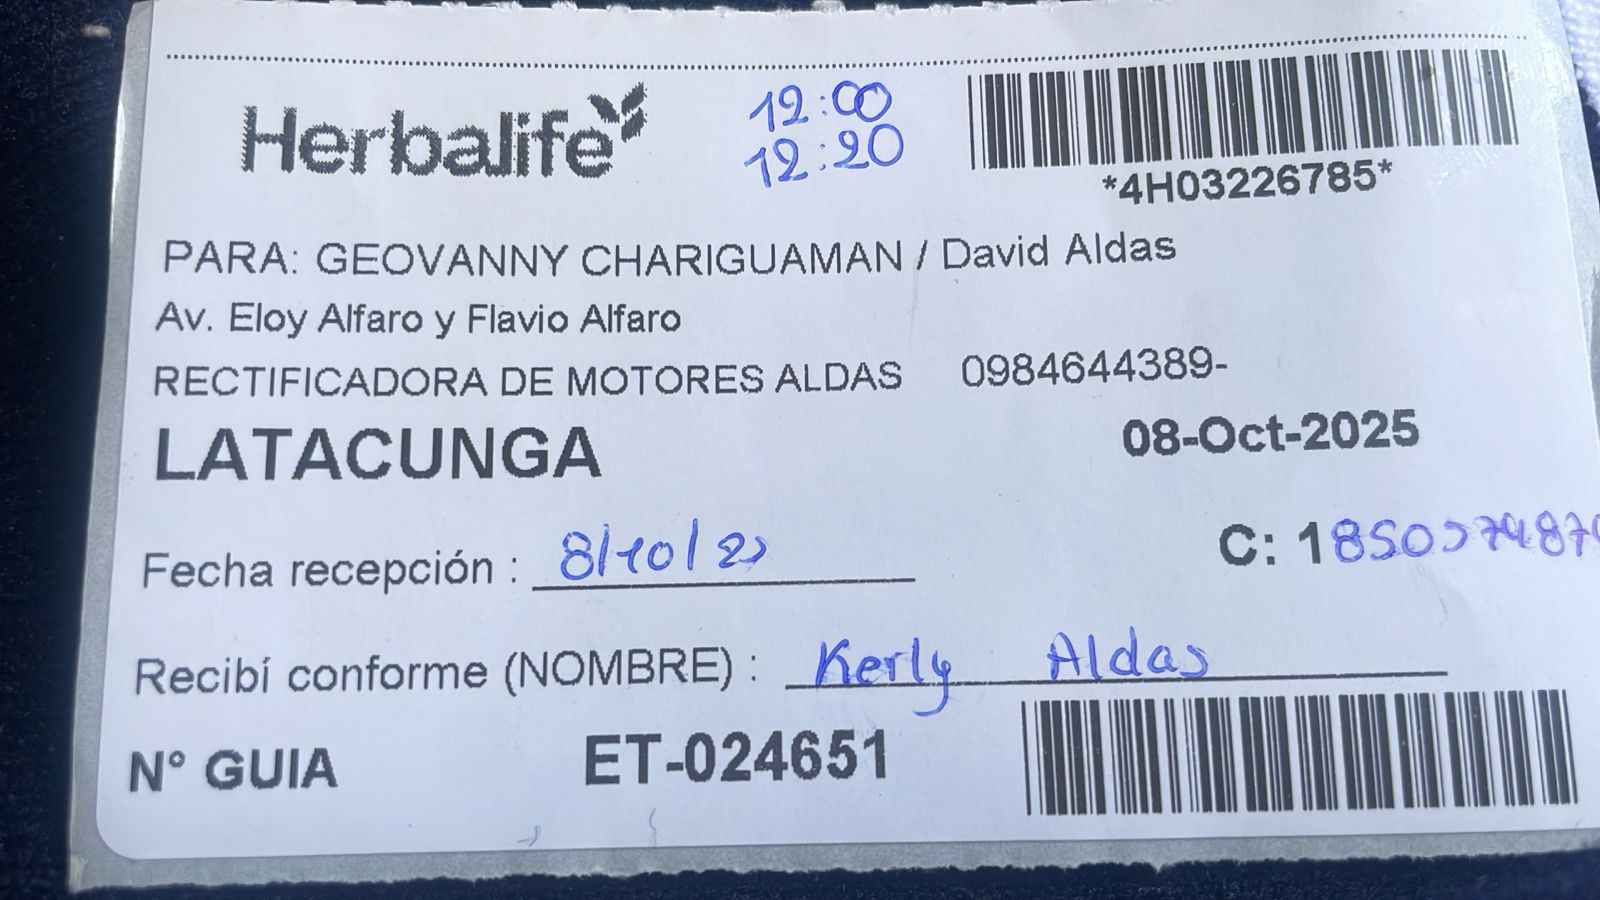 Herbalife
12:00
12:20
*4H03226785*
PARA: GEOVANNY CHARIGUAMAN / David Aldas
Av. Eloy Alfaro y Flavio Alfaro
RECTIFICADORA DE MOTORES ALDAS 0984644389-
LATACUNGA
08-Oct-2025
Fecha recepción : 8/10/25
C: 1
Recibí conforme (NOMBRE) : Kerly Aldas
N° GUIA ET-024651